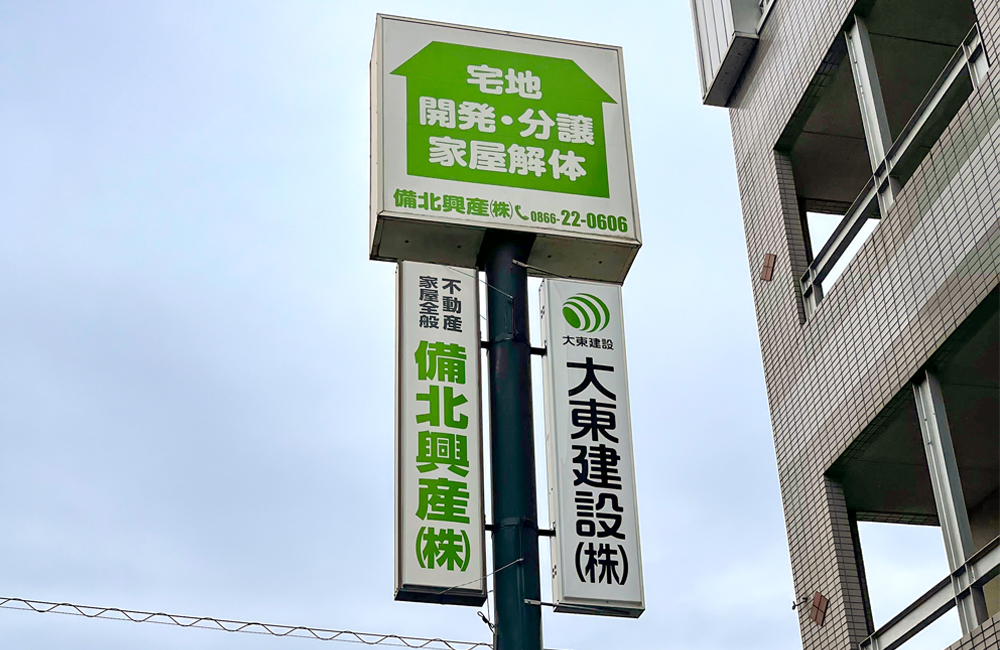 宅地
開発・分譲
家屋解体
備北興産(株) 0866-22-0606
不動産
家屋全般
備北興産(株)
大東建設
大東建設(株)